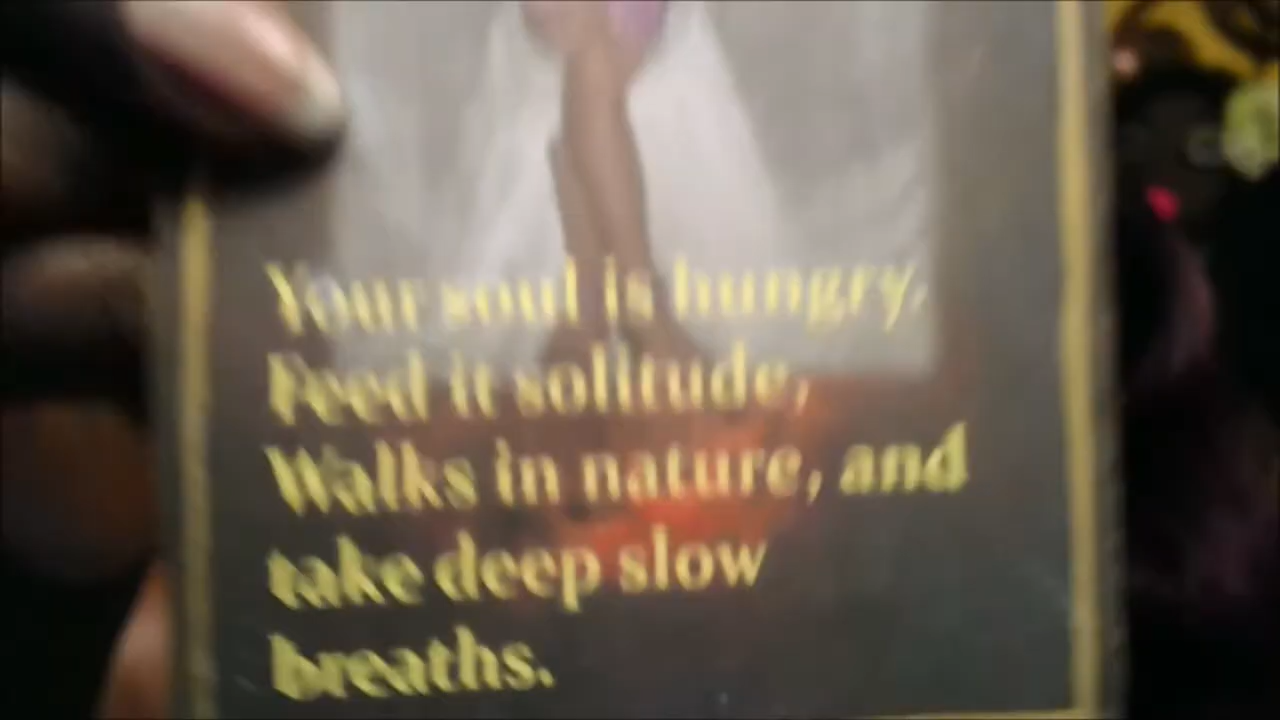 Your soul is hungry.
Feed it solitude,
Walks in nature, and
take deep slow
breaths.